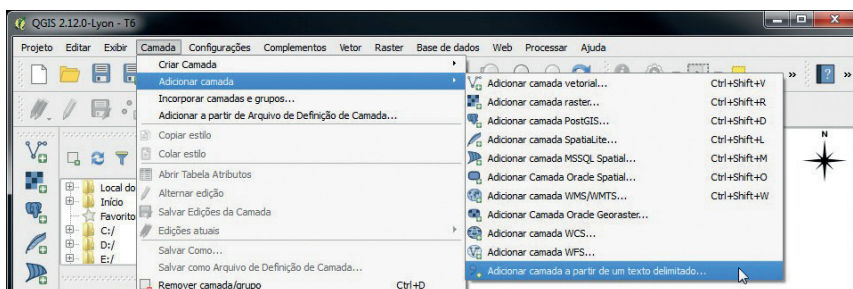 QGIS 2.12.0-Lyon - T6
Projeto Editar Exibir Camada Configurações Complementos Vetor Raster Base de dados Web Processar Ajuda
Criar Camada
Adicionar camada
Incorporar camadas e grupos...
Adicionar a partir de Arquivo de Definição de Camada...
Copiar estilo
Colar estilo
Abrir Tabela Atributos
Alternar edição
Salvar Edições da Camada
Edições atuais
Salvar Como...
Salvar como Arquivo de Definição de Camada...
Remover camada/grupo Ctrl+D
Adicionar camada vetorial... Ctrl+Shift+V
Adicionar camada raster... Ctrl+Shift+R
Adicionar camada PostGIS... Ctrl+Shift+D
Adicionar camada SpatiaLite... Ctrl+Shift+L
Adicionar camada MSSQL Spatial... Ctrl+Shift+M
Adicionar camada Oracle Spatial... Ctrl+Shift+O
Adicionar camada WMS/WMTS... Ctrl+Shift+W
Adicionar Camada Oracle Georaster...
Adicionar camada WCS...
Adicionar camada WFS...
Adicionar camada a partir de um texto delimitado...
Local do
Início
Favorito
C:/
D:/
E:/
N